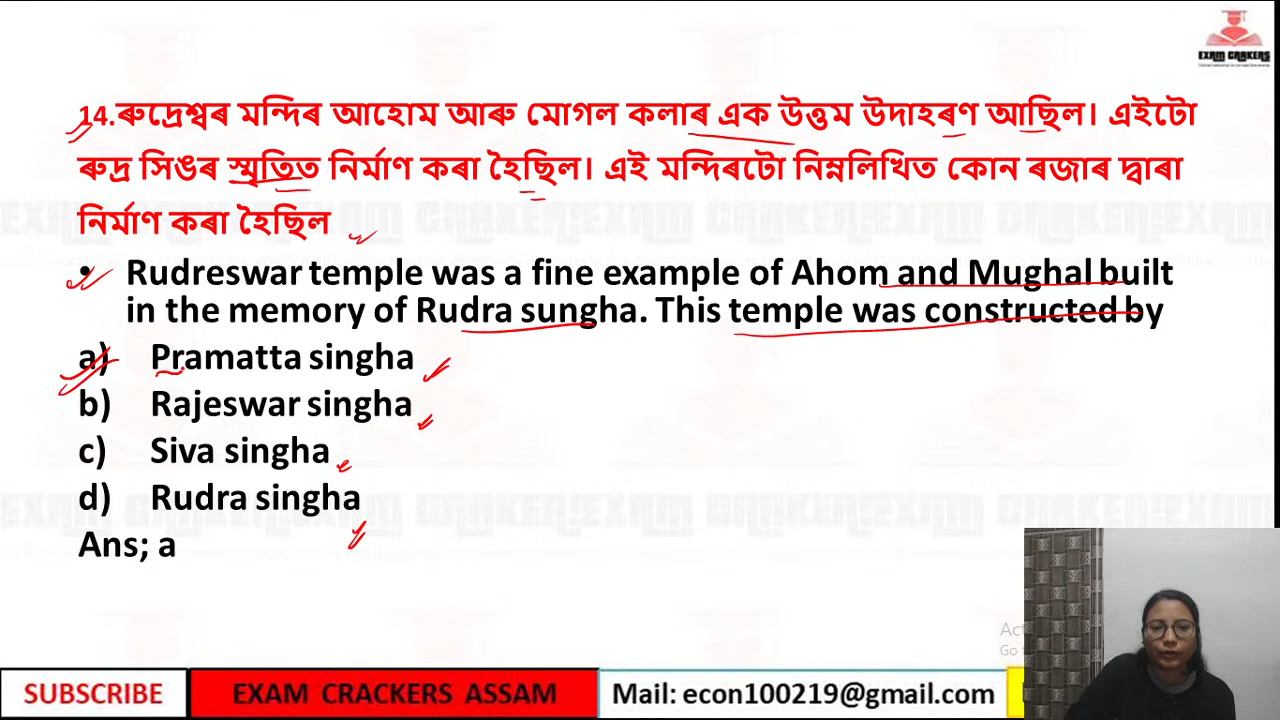 EXAM CRAKERS
14.ৰুদ্ৰেশ্বৰ মন্দিৰ আহোম আৰু মোগল কলাৰ এক উত্তম উদাহৰণ আছিল। এইটো
ৰুদ্ৰ সিঙৰ স্মৃতিত নিৰ্মাণ কৰা হৈছিল। এই মন্দিৰটো নিম্নলিখিত কোন ৰজাৰ দ্বাৰা
নিৰ্মাণ কৰা হৈছিল
• Rudreswar temple was a fine example of Ahom and Mughal built
in the memory of Rudra sungha. This temple was constructed by
a) Pramatta singha
b) Rajeswar singha
c) Siva singha
d) Rudra singha
Ans; a
SUBSCRIBE EXAM CRACKERS ASSAM Mail: econ100219@gmail.com